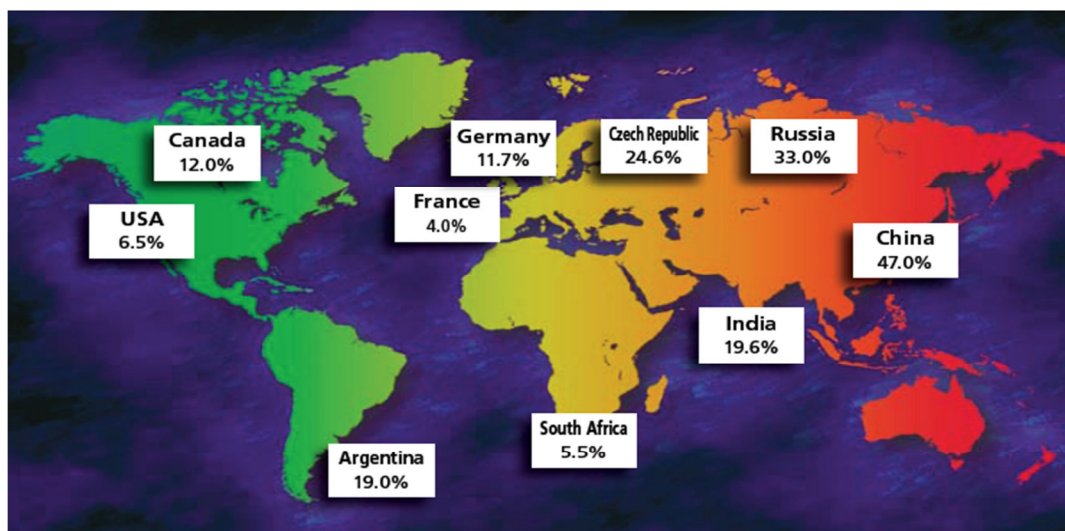 Canada
12.0%
Germany
11.7%
Czech Republic
24.6%
Russia
33.0%
USA
6.5%
France
4.0%
China
47.0%
India
19.6%
South Africa
5.5%
Argentina
19.0%